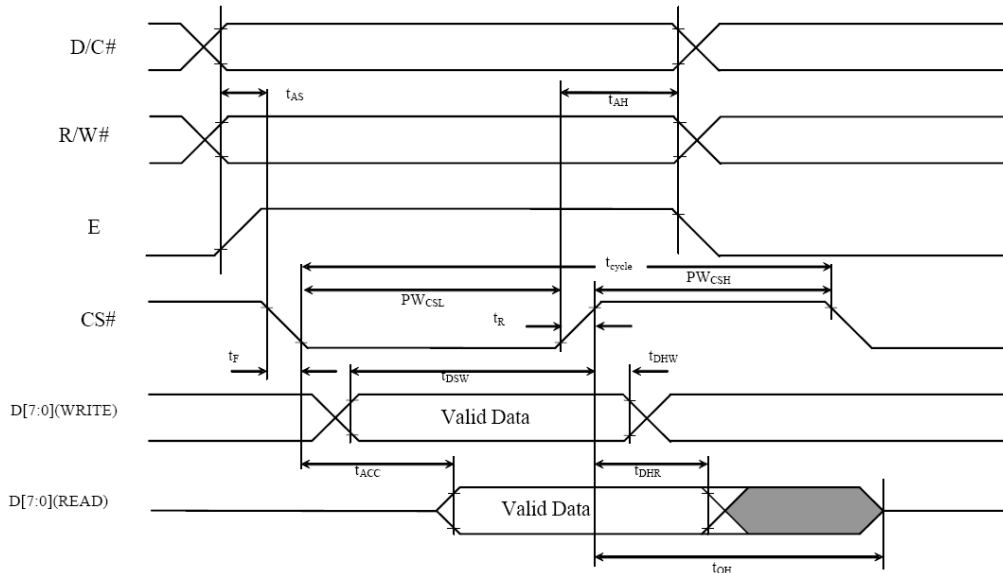 D/C#
tAS
tAH
R/W#
E
tcycle
PWCSL
PWCSH
CS#
tR
tF
tDSW
tDHW
D[7:0](WRITE)
Valid Data
tACC
tDHR
D[7:0](READ)
Valid Data
tOH